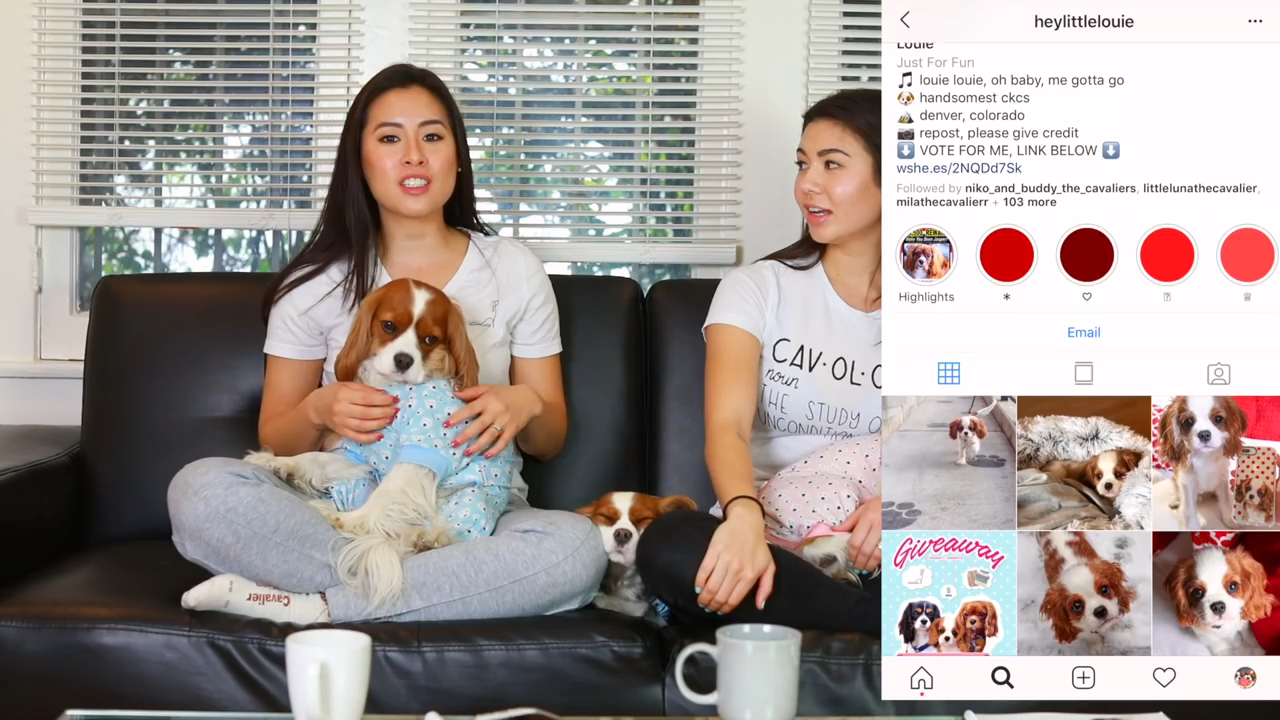 heylittlelouie
Louie
Just For Fun
🎵 louie louie, oh baby, me gotta go
🐶 handsomest ckcs
⛰ denver, colorado
📷 repost, please give credit
⬇️ VOTE FOR ME, LINK BELOW ⬇️
wshe.es/2NQDd7Sk
Followed by niko_and_buddy_the_cavaliers, littlelunathecavalier,
milathecavalierr + 103 more
Highlights
Email
Giveaway
CAV·OL·O
noun
THE STUDY O
UNCONDITION
Cavalier